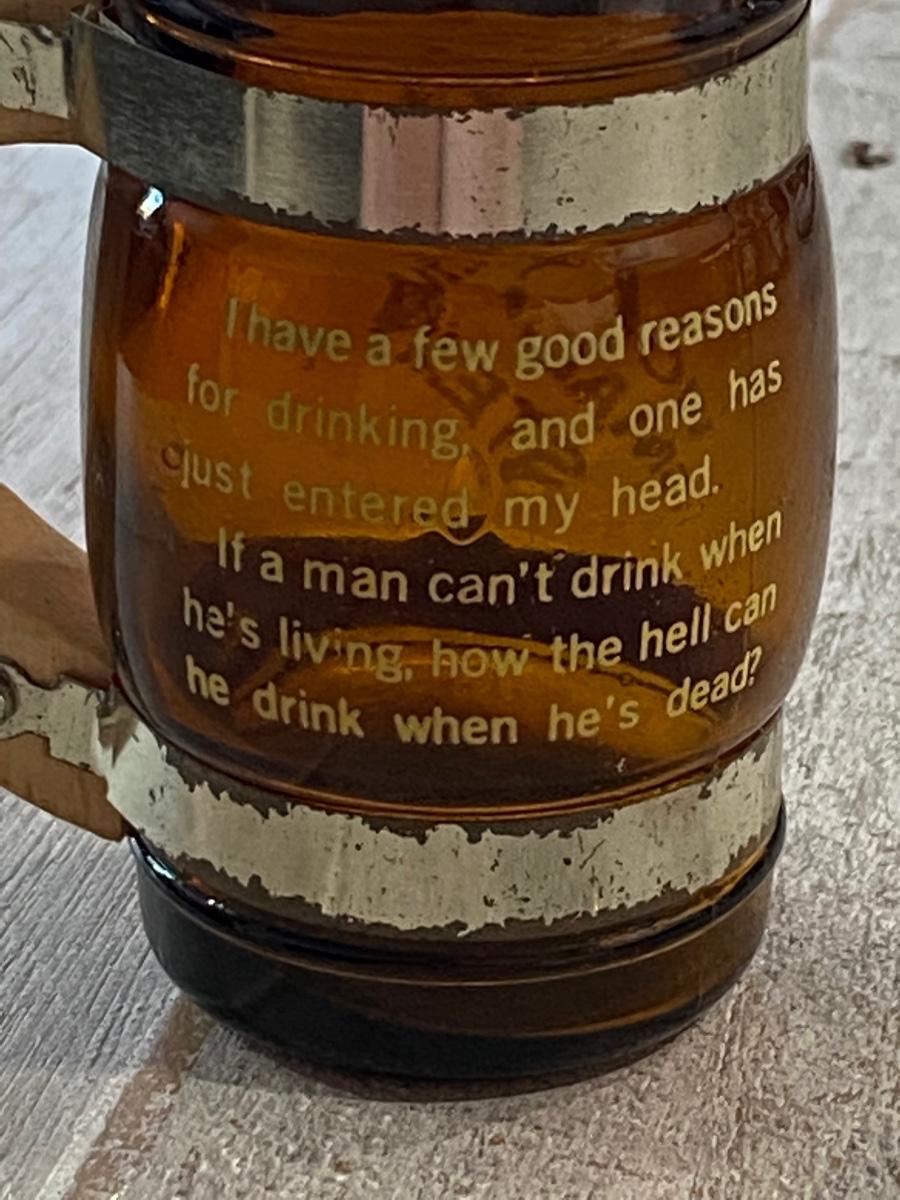 I have a few good reasons
for drinking, and one has
just entered my head.
If a man can't drink when
he's living, how the hell can
he drink when he's dead?